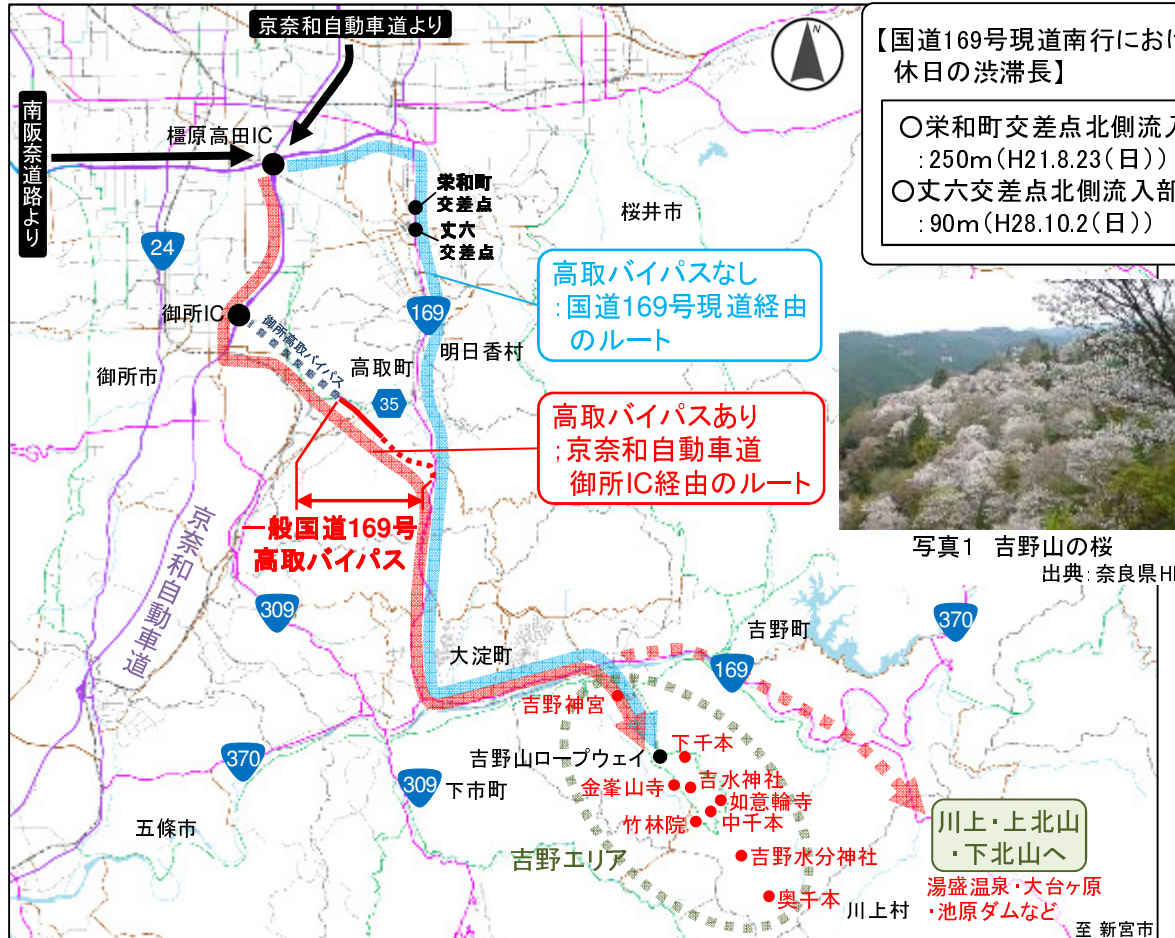 京奈和自動車道より
南阪奈道路より
橿原高田IC
24
栄和町
交差点
丈六
交差点
桜井市
N
【国道169号現道南行におけ
休日の渋滞長】
〇栄和町交差点北側流入
:250m(H21.8.23(日))
〇丈六交差点北側流入部
:90m(H28.10.2(日))
高取バイパスなし
:国道169号現道経由
のルート
169
御所IC
御所高取バイパス
御所市
高取町
明日香村
35
高取バイパスあり
;京奈和自動車道
御所IC経由のルート
一般国道169号
高取バイパス
京奈和自動車道
写真1 吉野山の桜
出典:奈良県H
309
大淀町
吉野町
370
169
吉野神宮
370
309
下市町
五條市
吉野山ロープウェイ
下千本
金峯山寺
吉水神社
如意輪寺
竹林院
中千本
吉野水分神社
吉野エリア
奥千本
川上村
川上・上北山
・下北山へ
湯盛温泉・大台ヶ原
・池原ダムなど
至 新宮市